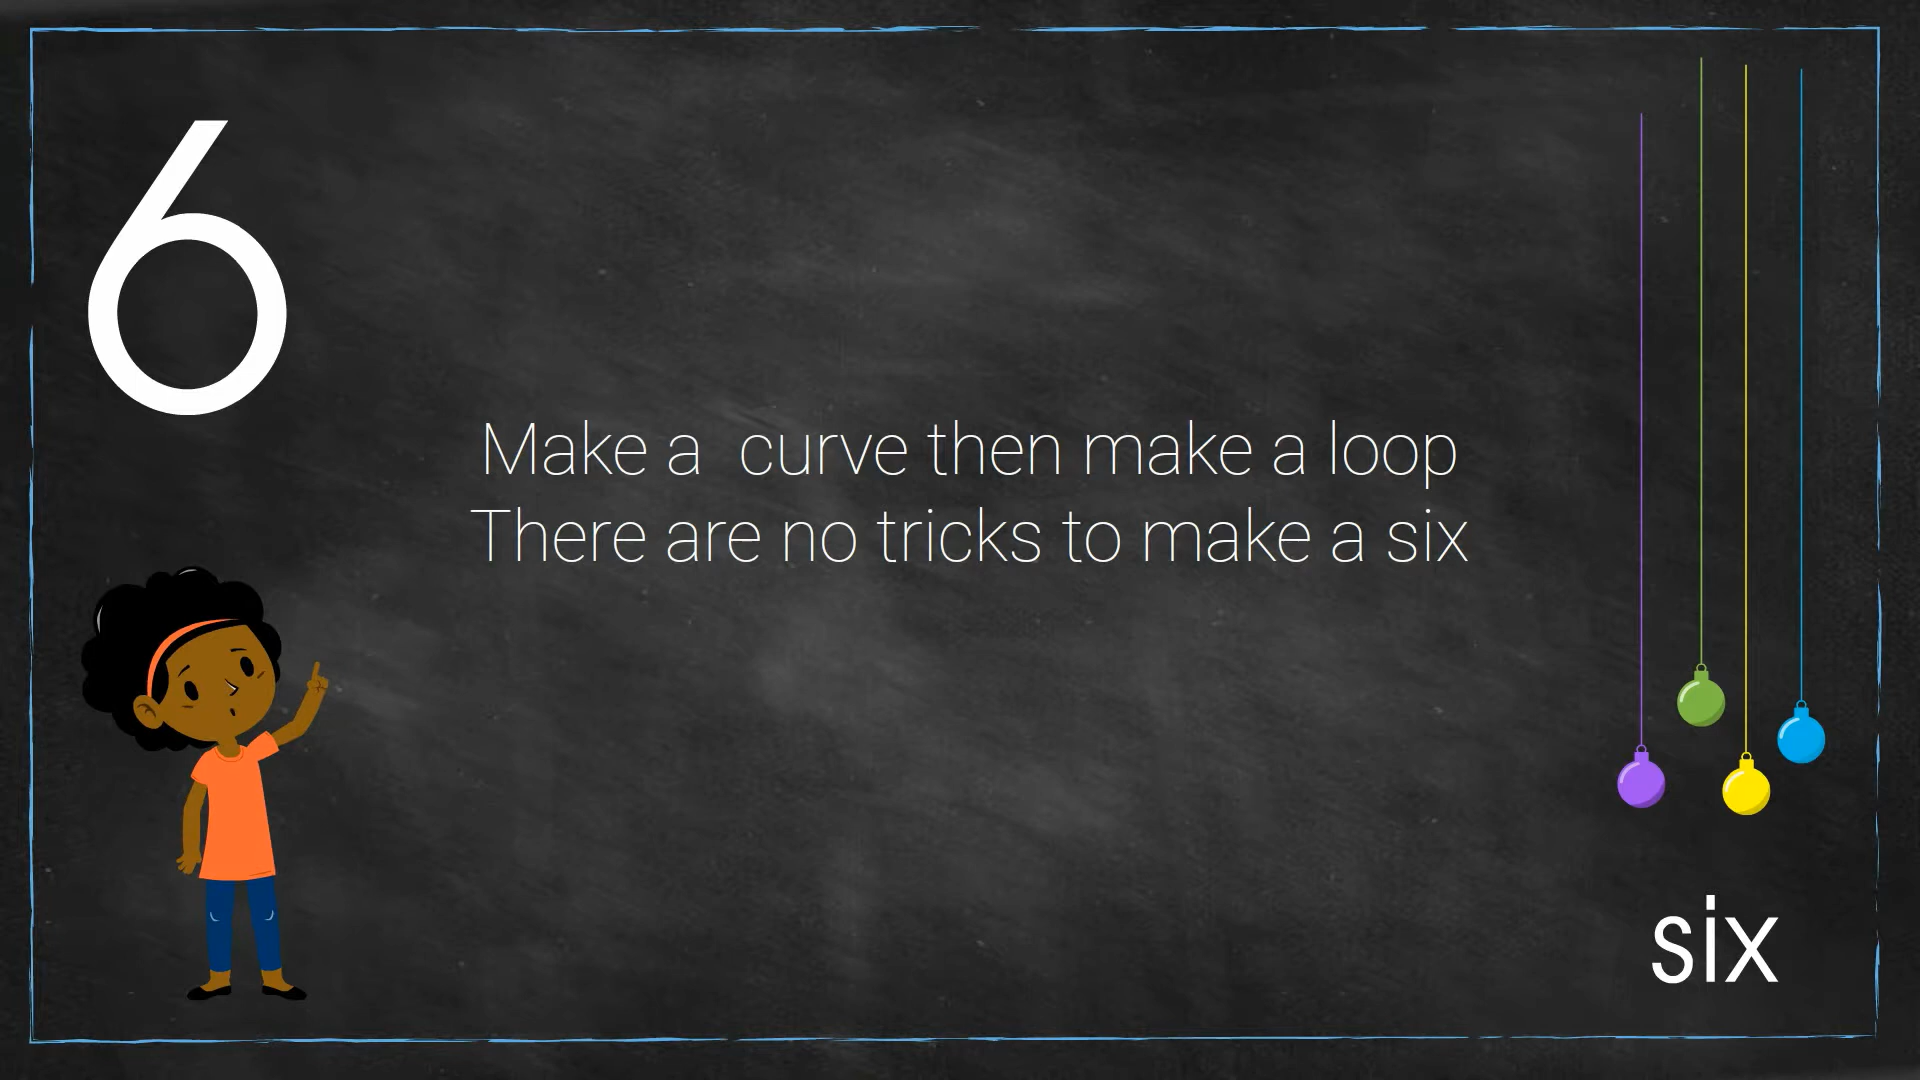 6
Make a  curve then make a loop
There are no tricks to make a six
six